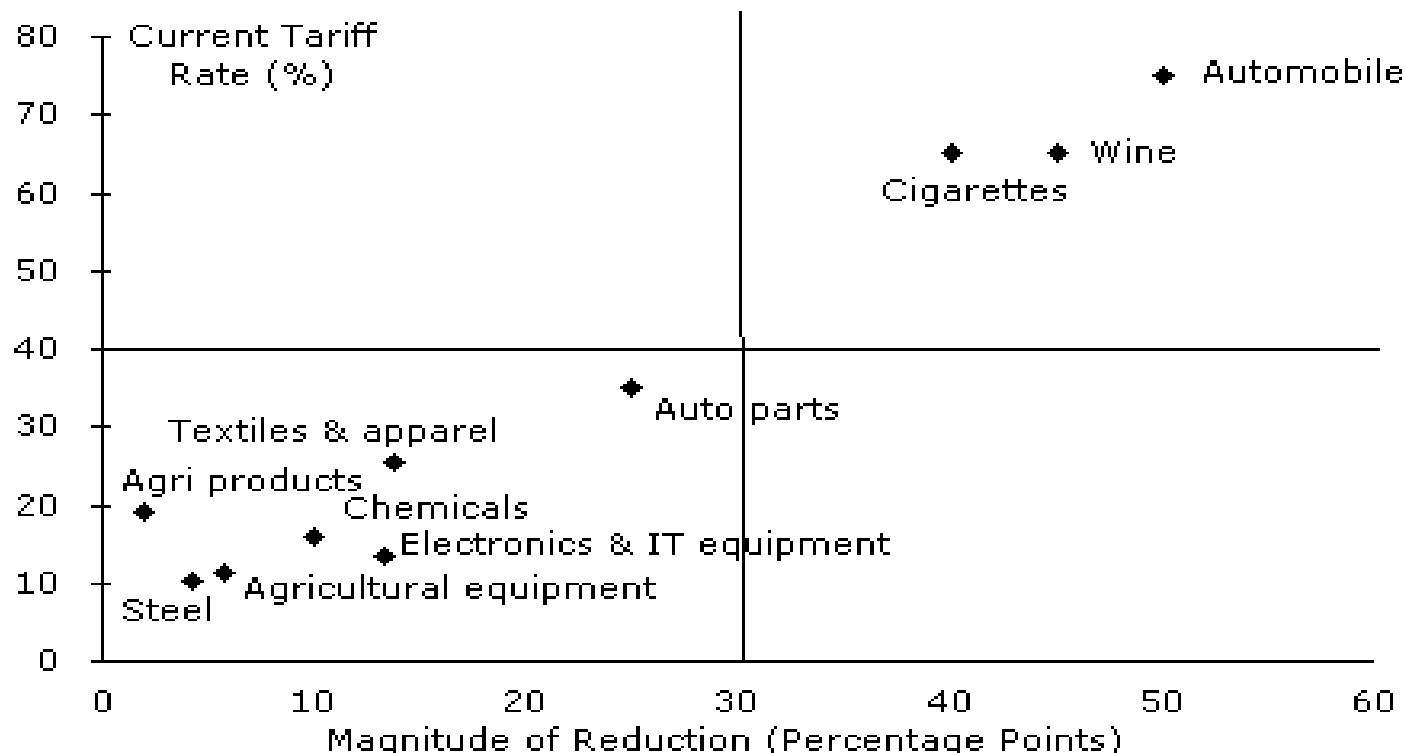 80
Current Tariff
Rate (%)
Automobile
70
Wine
60
Cigarettes
50
40
Auto parts
30
Textiles & apparel
Agri products
20
Chemicals
Electronics & IT equipment
10
Agricultural equipment
Steel
0
0 10 20 30 40 50 60
Magnitude of Reduction (Percentage Points)